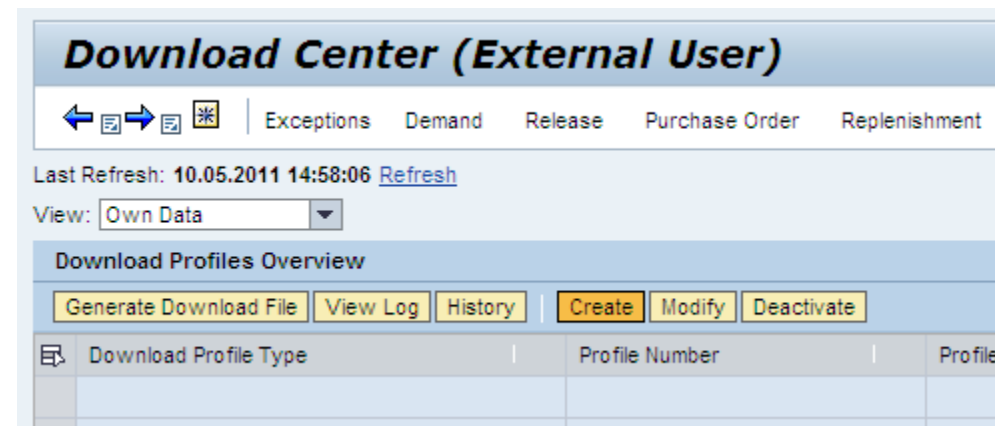 Download Center (External User)
Exceptions Demand Release Purchase Order Replenishment
Last Refresh: 10.05.2011 14:58:06 Refresh
View: Own Data
Download Profiles Overview
Generate Download File View Log History Create Modify Deactivate
Download Profile Type Profile Number Profile